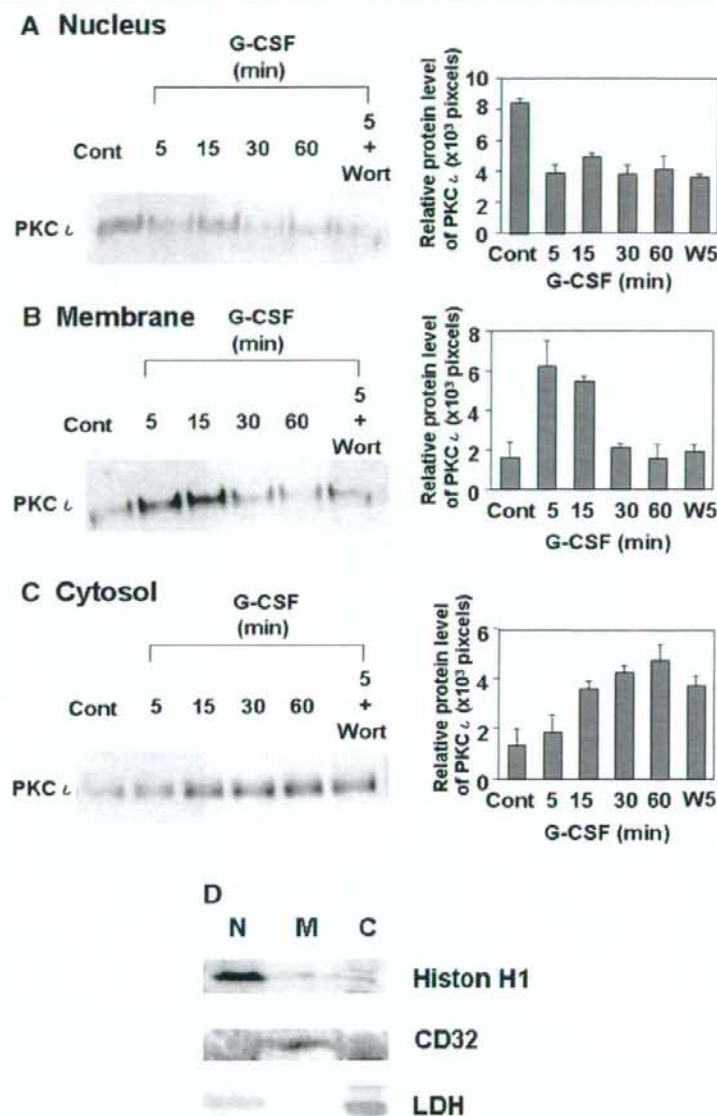 A Nucleus
G-CSF
(min)
Cont 5 15 30 60 5
+
Wort
PKC ι
Relative protein level
of PKC ι (x10³ pixcels)
10
8
6
4
2
0
Cont 5 15 30 60 W5
G-CSF (min)
B Membrane
G-CSF
(min)
Cont 5 15 30 60 5
+
Wort
PKC ι
Relative protein level
of PKC ι (x10³ pixcels)
8
6
4
2
0
Cont 5 15 30 60 W5
G-CSF (min)
C Cytosol
G-CSF
(min)
Cont 5 15 30 60 5
+
Wort
PKC ι
Relative protein level
of PKC ι (x10³ pixcels)
6
4
2
0
Cont 5 15 30 60 W5
G-CSF (min)
D
N M C
Histon H1
CD32
LDH